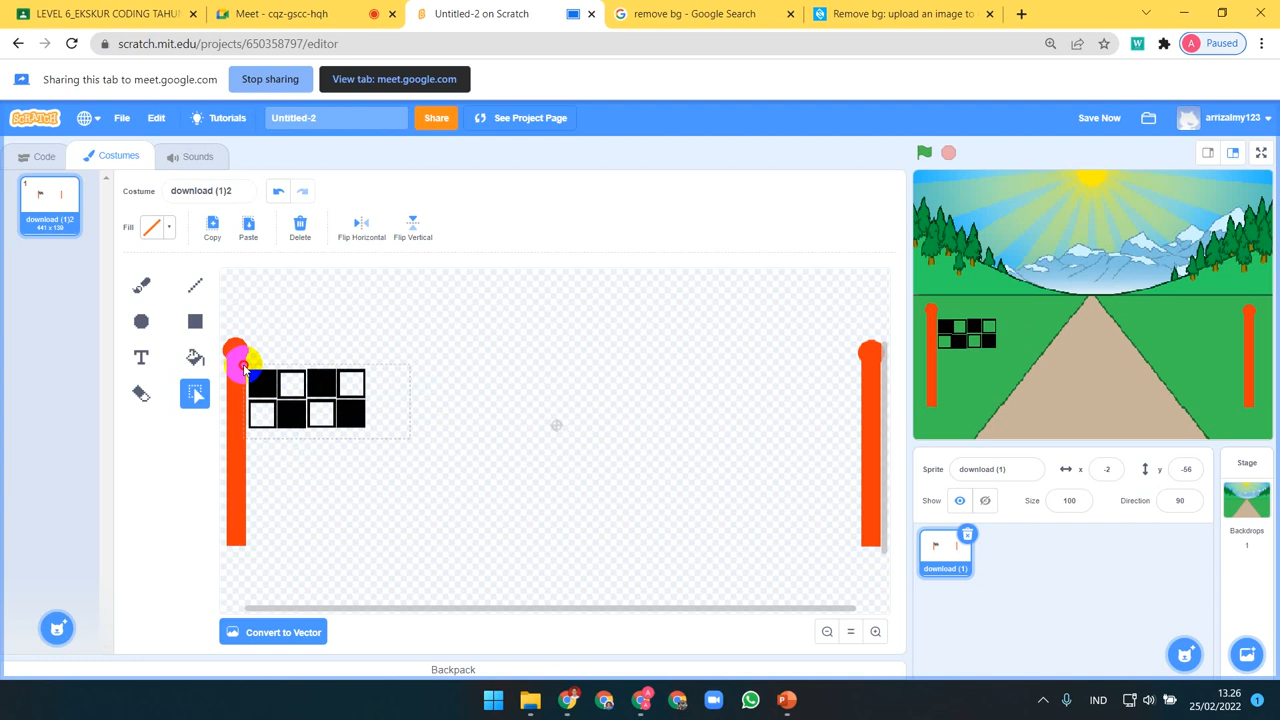 LEVEL 6_EKSKUR CODING TAHUN
Meet - cqz-gscc-hqh
Untitled-2 on Scratch
remove bg - Google Search
Remove bg: upload an image to
scratch.mit.edu/projects/650358797/editor
W
A Paused
Sharing this tab to meet.google.com
Stop sharing
View tab: meet.google.com
SCRATCH
File
Edit
Tutorials
Untitled-2
Share
See Project Page
Save Now
arrizalmy123
Code
Costumes
Sounds
1
download (1)2
441 x 139
Costume
download (1)2
Fill
Copy
Paste
Delete
Flip Horizontal
Flip Vertical
T
Convert to Vector
Backpack
Sprite
download (1)
x
-2
y
-56
Show
Size
100
Direction
90
download (1)
Stage
Backdrops
1
IND
13.26
25/02/2022
1